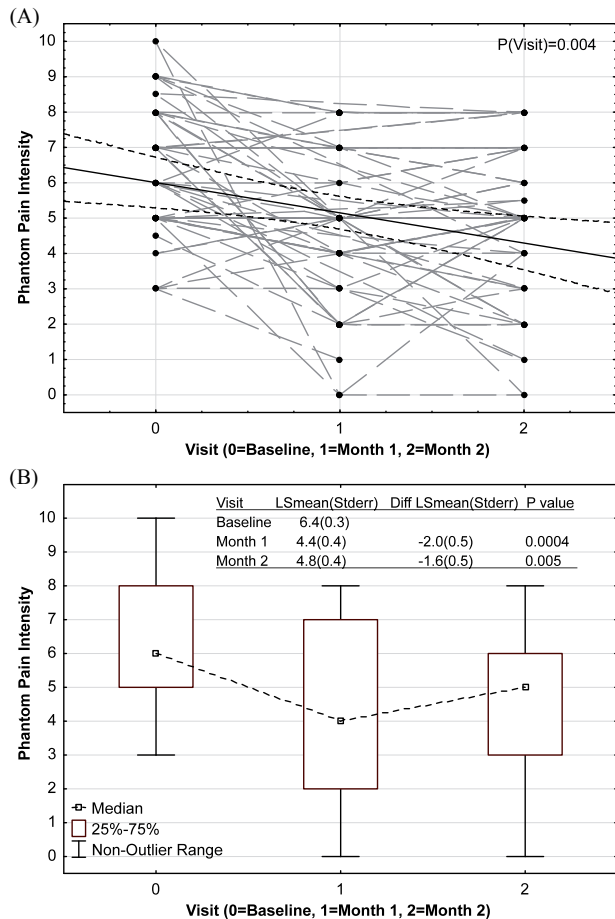 (A)
P(Visit)=0.004
Phantom Pain Intensity
10
9
8
7
6
5
4
3
2
1
0
0 1 2
Visit (0=Baseline, 1=Month 1, 2=Month 2)
(B)
Visit LSmean(Stderr) Diff LSmean(Stderr) P value
Baseline 6.4(0.3)
Month 1 4.4(0.4) -2.0(0.5) 0.0004
Month 2 4.8(0.4) -1.6(0.5) 0.005
Phantom Pain Intensity
10
9
8
7
6
5
4
3
2
1
0
Median
25%-75%
Non-Outlier Range
0 1 2
Visit (0=Baseline, 1=Month 1, 2=Month 2)